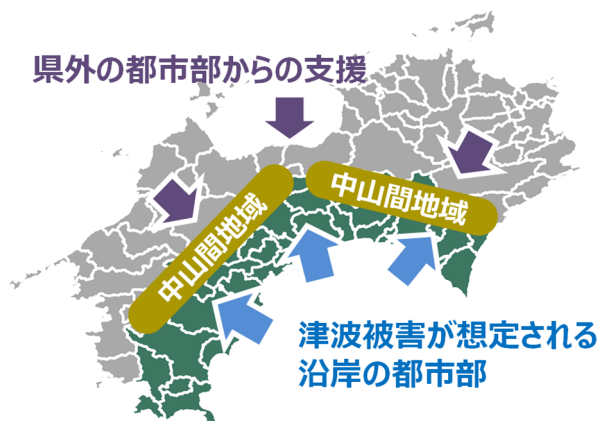 県外の都市部からの支援
中山間地域
中山間地域
津波被害が想定される
沿岸の都市部